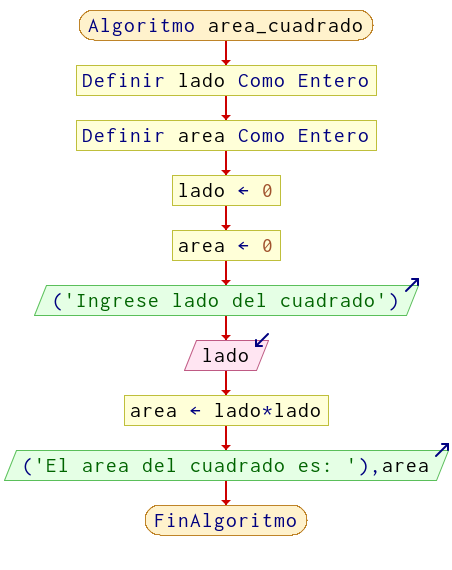 Algoritmo area_cuadrado
Definir lado Como Entero
Definir area Como Entero
lado ← 0
area ← 0
('Ingrese lado del cuadrado')
lado
area ← lado*lado
('El area del cuadrado es: '),area
FinAlgoritmo